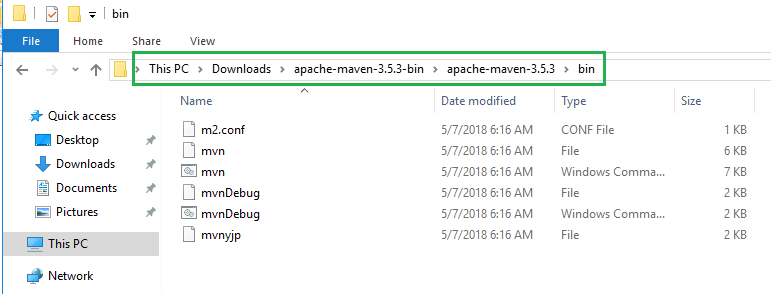 bin
File Home Share View
This PC > Downloads > apache-maven-3.5.3-bin > apache-maven-3.5.3 > bin
Name Date modified Type Size
Quick access
Desktop
Downloads
Documents
Pictures
This PC
Network
m2.conf 5/7/2018 6:16 AM CONF File 1 KB
mvn 5/7/2018 6:16 AM File 6 KB
mvn 5/7/2018 6:16 AM Windows Comma... 7 KB
mvnDebug 5/7/2018 6:16 AM File 2 KB
mvnDebug 5/7/2018 6:16 AM Windows Comma... 2 KB
mvnyjp 5/7/2018 6:16 AM File 2 KB